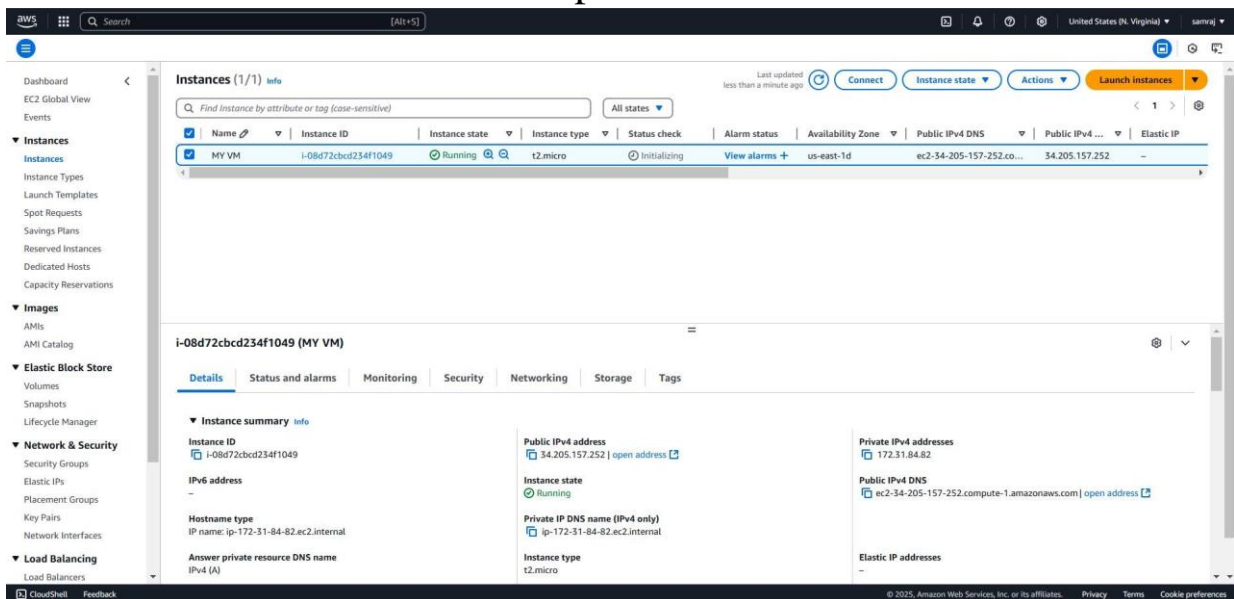 aws
Search
[Alt+S]
United States (N. Virginia)
samraj
Dashboard
EC2 Global View
Events
Instances
Instances
Instance Types
Launch Templates
Spot Requests
Savings Plans
Reserved Instances
Dedicated Hosts
Capacity Reservations
Images
AMIs
AMI Catalog
Elastic Block Store
Volumes
Snapshots
Lifecycle Manager
Network & Security
Security Groups
Elastic IPs
Placement Groups
Key Pairs
Network Interfaces
Load Balancing
Load Balancers
Instances (1/1) Info
Last updated
less than a minute ago
Connect
Instance state
Actions
Launch instances
Find Instance by attribute or tag (case-sensitive)
All states
1
Name Instance ID Instance state Instance type Status check Alarm status Availability Zone Public IPv4 DNS Public IPv4 ... Elastic IP
MY VM i-08d72cbcd234f1049 Running t2.micro Initializing View alarms + us-east-1d ec2-34-205-157-252.co... 34.205.157.252 –
i-08d72cbcd234f1049 (MY VM)
Details Status and alarms Monitoring Security Networking Storage Tags
Instance summary Info
Instance ID
i-08d72cbcd234f1049
Public IPv4 address
34.205.157.252 | open address
Private IPv4 addresses
172.31.84.82
IPv6 address
–
Instance state
Running
Public IPv4 DNS
ec2-34-205-157-252.compute-1.amazonaws.com | open address
Hostname type
IP name: ip-172-31-84-82.ec2.internal
Private IP DNS name (IPv4 only)
ip-172-31-84-82.ec2.internal
Answer private resource DNS name
IPv4 (A)
Instance type
t2.micro
Elastic IP addresses
–
CloudShell Feedback
© 2025, Amazon Web Services, Inc. or its affiliates. Privacy Terms Cookie preferences